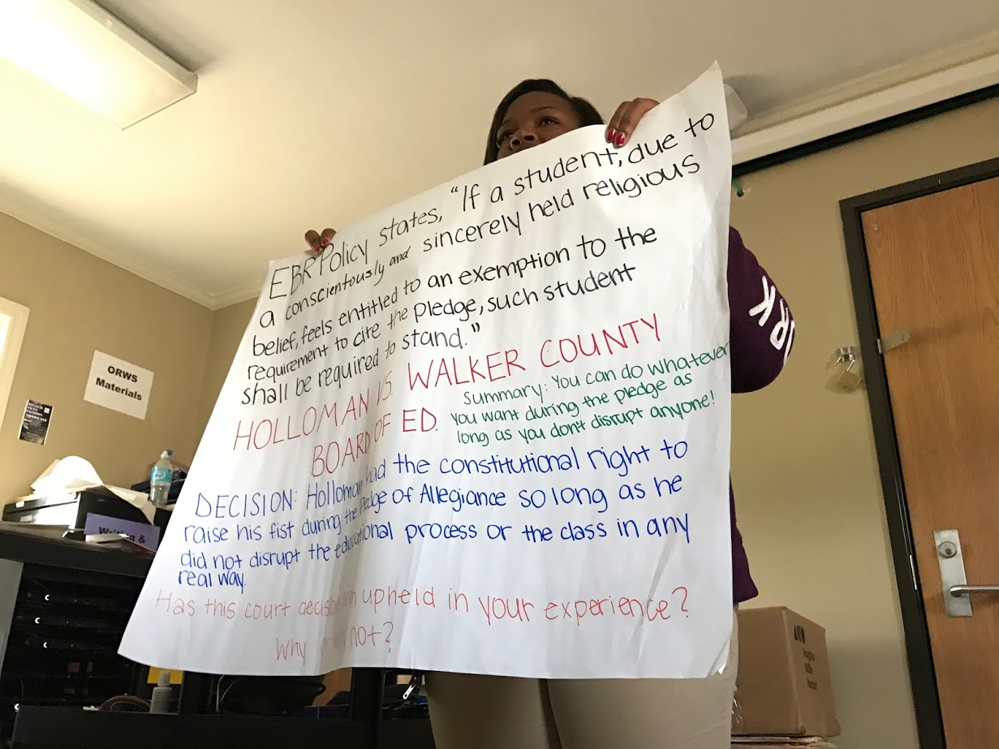 EBR Policy states, "If a student, due to
a conscientously and sincerely held religious
belief, feels entitled to an exemption to the
requirement to cite the pledge, such student
shall be required to stand."
HOLLOMAN VS. WALKER COUNTY
BOARD OF ED.
Summary: You can do whatever
you want during the pledge as
long as you don't disrupt anyone!
DECISION: Holloman had the constitutional right to
raise his fist during the Pledge of Allegiance so long as he
did not disrupt the educational process or the class in any
real way.
Has this court decision upheld in your experience?
Why not?
ORWS
Materials
Writing &